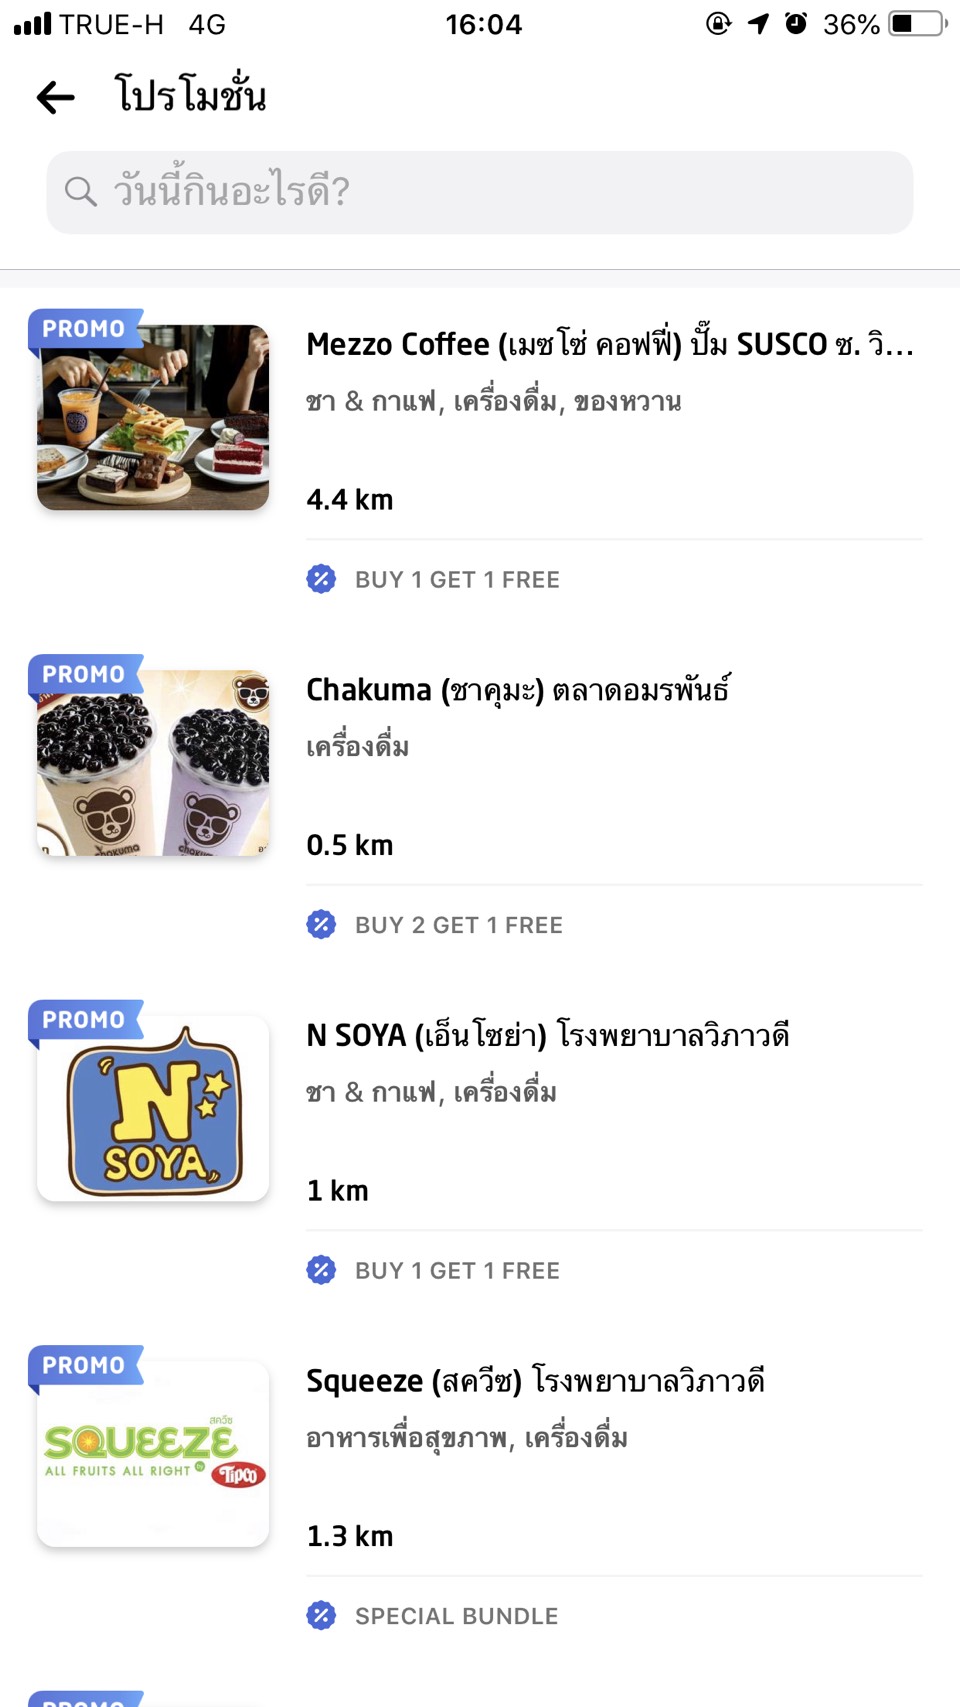 TRUE-H 4G 16:04 36%
โปรโมชั่น
วันนี้กินอะไรดี?
PROMO
Mezzo Coffee (เมซโซ่ คอฟฟี่) ปั๊ม SUSCO ซ. วิ...
ชา & กาแฟ, เครื่องดื่ม, ของหวาน
4.4 km
BUY 1 GET 1 FREE
PROMO
Chakuma (ชาคุมะ) ตลาดอมรพันธ์
เครื่องดื่ม
0.5 km
BUY 2 GET 1 FREE
chakuma
chakuma
PROMO
N SOYA (เอ็นโซย่า) โรงพยาบาลวิภาวดี
ชา & กาแฟ, เครื่องดื่ม
1 km
BUY 1 GET 1 FREE
N
SOYA
PROMO
Squeeze (สควีซ) โรงพยาบาลวิภาวดี
อาหารเพื่อสุขภาพ, เครื่องดื่ม
1.3 km
SPECIAL BUNDLE
สควีซ
SQUEEZE
ALL FRUITS ALL RIGHT by Tipco
PROMO